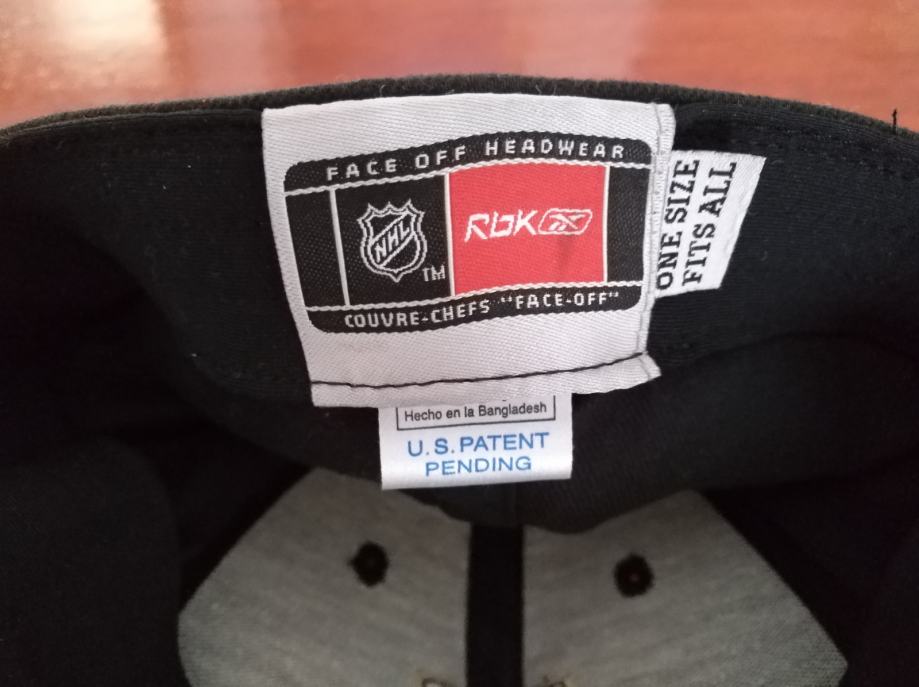 FACE OFF HEADWEAR
NHL
TM
RbK
COUVRE-CHEFS "FACE-OFF"
ONE SIZE
FITS ALL
Hecho en la Bangladesh
U.S. PATENT
PENDING